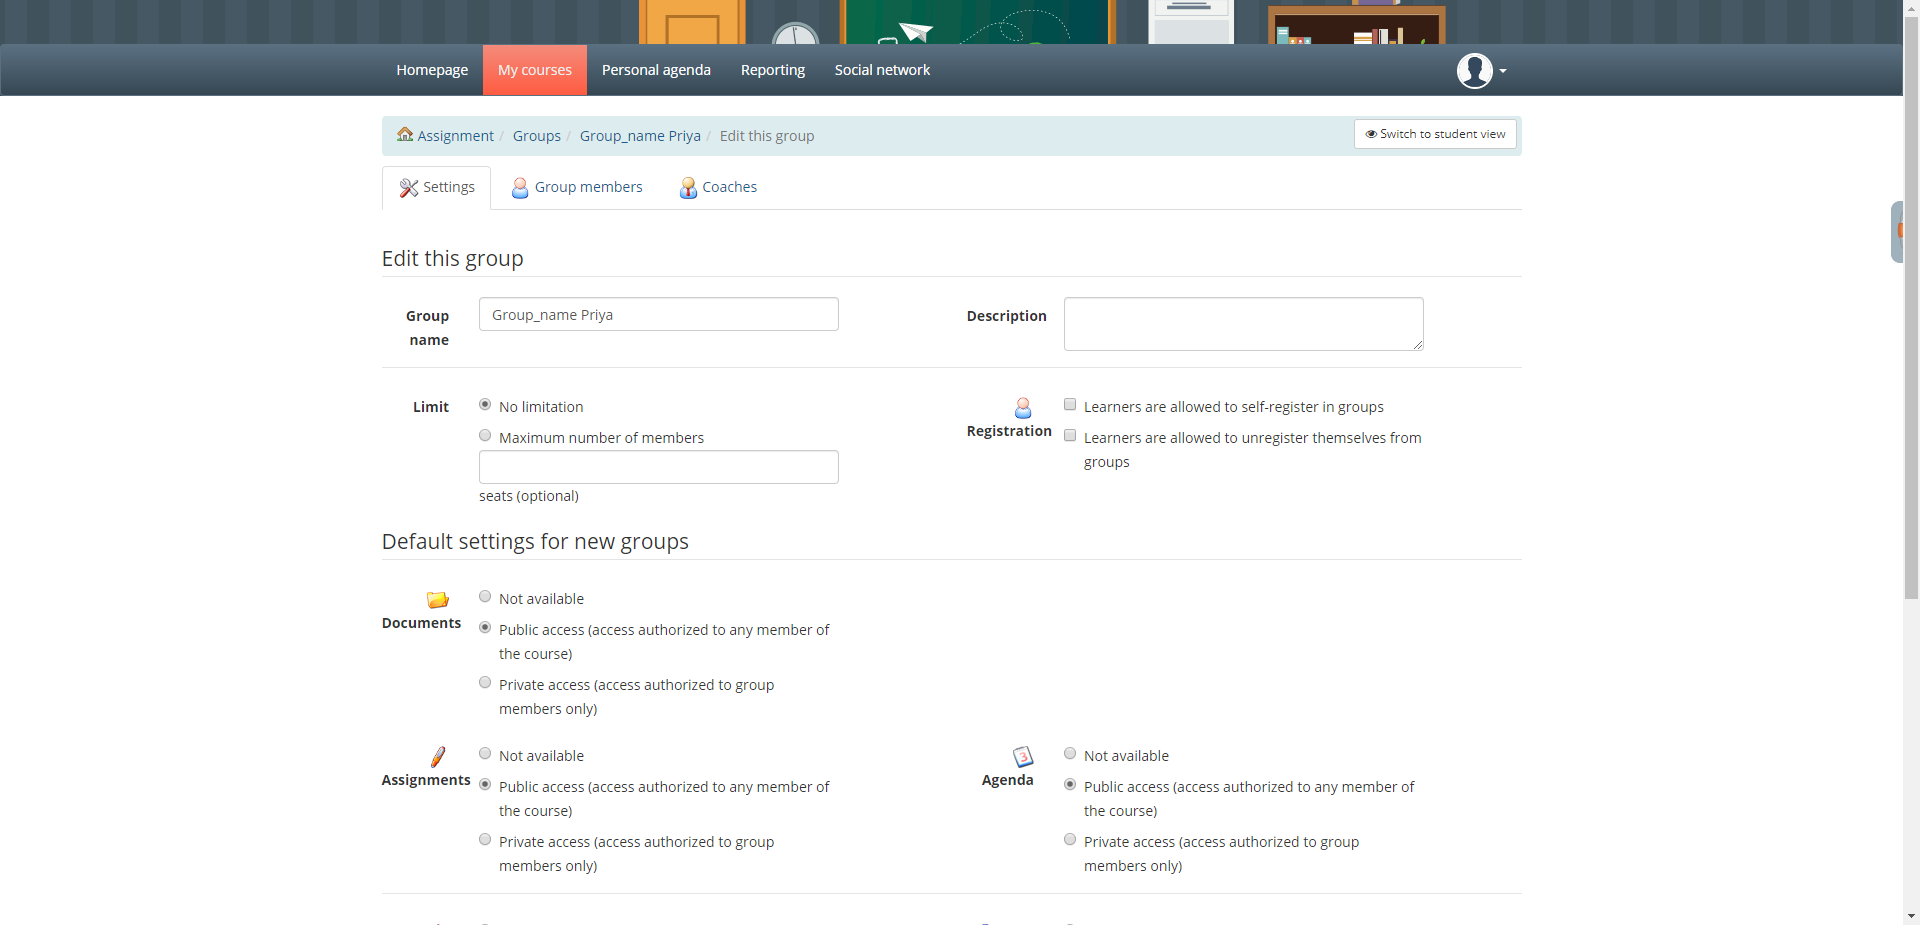 Homepage My courses Personal agenda Reporting Social network
Assignment / Groups / Group_name Priya / Edit this group
Switch to student view
Settings Group members Coaches
Edit this group
Group name
Group_name Priya
Description
Limit
No limitation
Maximum number of members
seats (optional)
Registration
Learners are allowed to self-register in groups
Learners are allowed to unregister themselves from
groups
Default settings for new groups
Documents
Not available
Public access (access authorized to any member of
the course)
Private access (access authorized to group
members only)
Assignments
Not available
Public access (access authorized to any member of
the course)
Private access (access authorized to group
members only)
3
Agenda
Not available
Public access (access authorized to any member of
the course)
Private access (access authorized to group
members only)